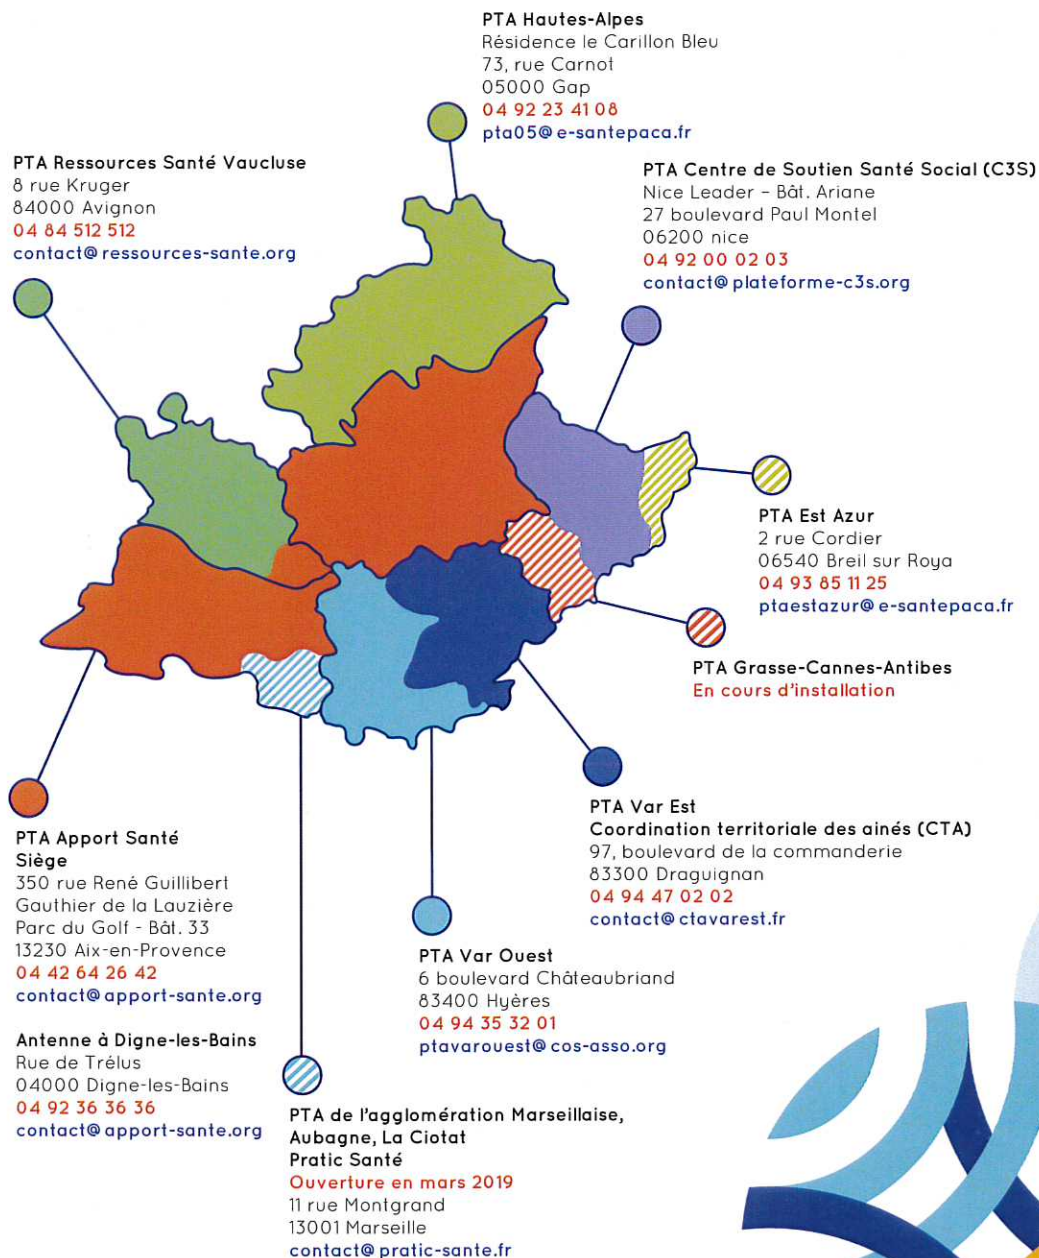 PTA Hautes-Alpes
Résidence le Carillon Bleu
73, rue Carnot
05000 Gap
04 92 23 41 08
pta05@e-santepaca.fr
PTA Ressources Santé Vaucluse
8 rue Kruger
84000 Avignon
04 84 512 512
contact@ressources-sante.org
PTA Centre de Soutien Santé Social (C3S)
Nice Leader – Bât. Ariane
27 boulevard Paul Montel
06200 nice
04 92 00 02 03
contact@plateforme-c3s.org
PTA Est Azur
2 rue Cordier
06540 Breil sur Roya
04 93 85 11 25
ptaestazur@e-santepaca.fr
PTA Grasse-Cannes-Antibes
En cours d'installation
PTA Var Est
Coordination territoriale des ainés (CTA)
97, boulevard de la commanderie
83300 Draguignan
04 94 47 02 02
contact@ctavarest.fr
PTA Apport Santé
Siège
350 rue René Guillibert
Gauthier de la Lauzière
Parc du Golf - Bât. 33
13230 Aix-en-Provence
04 42 64 26 42
contact@apport-sante.org
Antenne à Digne-les-Bains
Rue de Trélus
04000 Digne-les-Bains
04 92 36 36 36
contact@apport-sante.org
PTA Var Ouest
6 boulevard Châteaubriand
83400 Hyères
04 94 35 32 01
ptavarouest@cos-asso.org
PTA de l'agglomération Marseillaise,
Aubagne, La Ciotat
Pratic Santé
Ouverture en mars 2019
11 rue Montgrand
13001 Marseille
contact@pratic-sante.fr